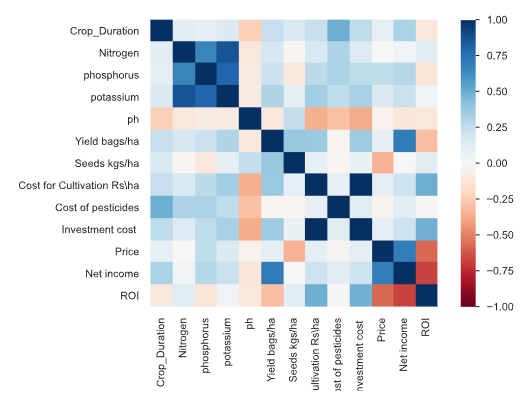 Crop_Duration
Nitrogen
phosphorus
potassium
ph
Yield bags/ha
Seeds kgs/ha
Cost for Cultivation Rs\ha
Cost of pesticides
Investment cost
Price
Net income
ROI
Crop_Duration
Nitrogen
phosphorus
potassium
ph
Yield bags/ha
Seeds kgs/ha
ultivation Rs\ha
ost of pesticides
nvestment cost
Price
Net income
ROI
1.00
0.75
0.50
0.25
0.00
−0.25
−0.50
−0.75
−1.00